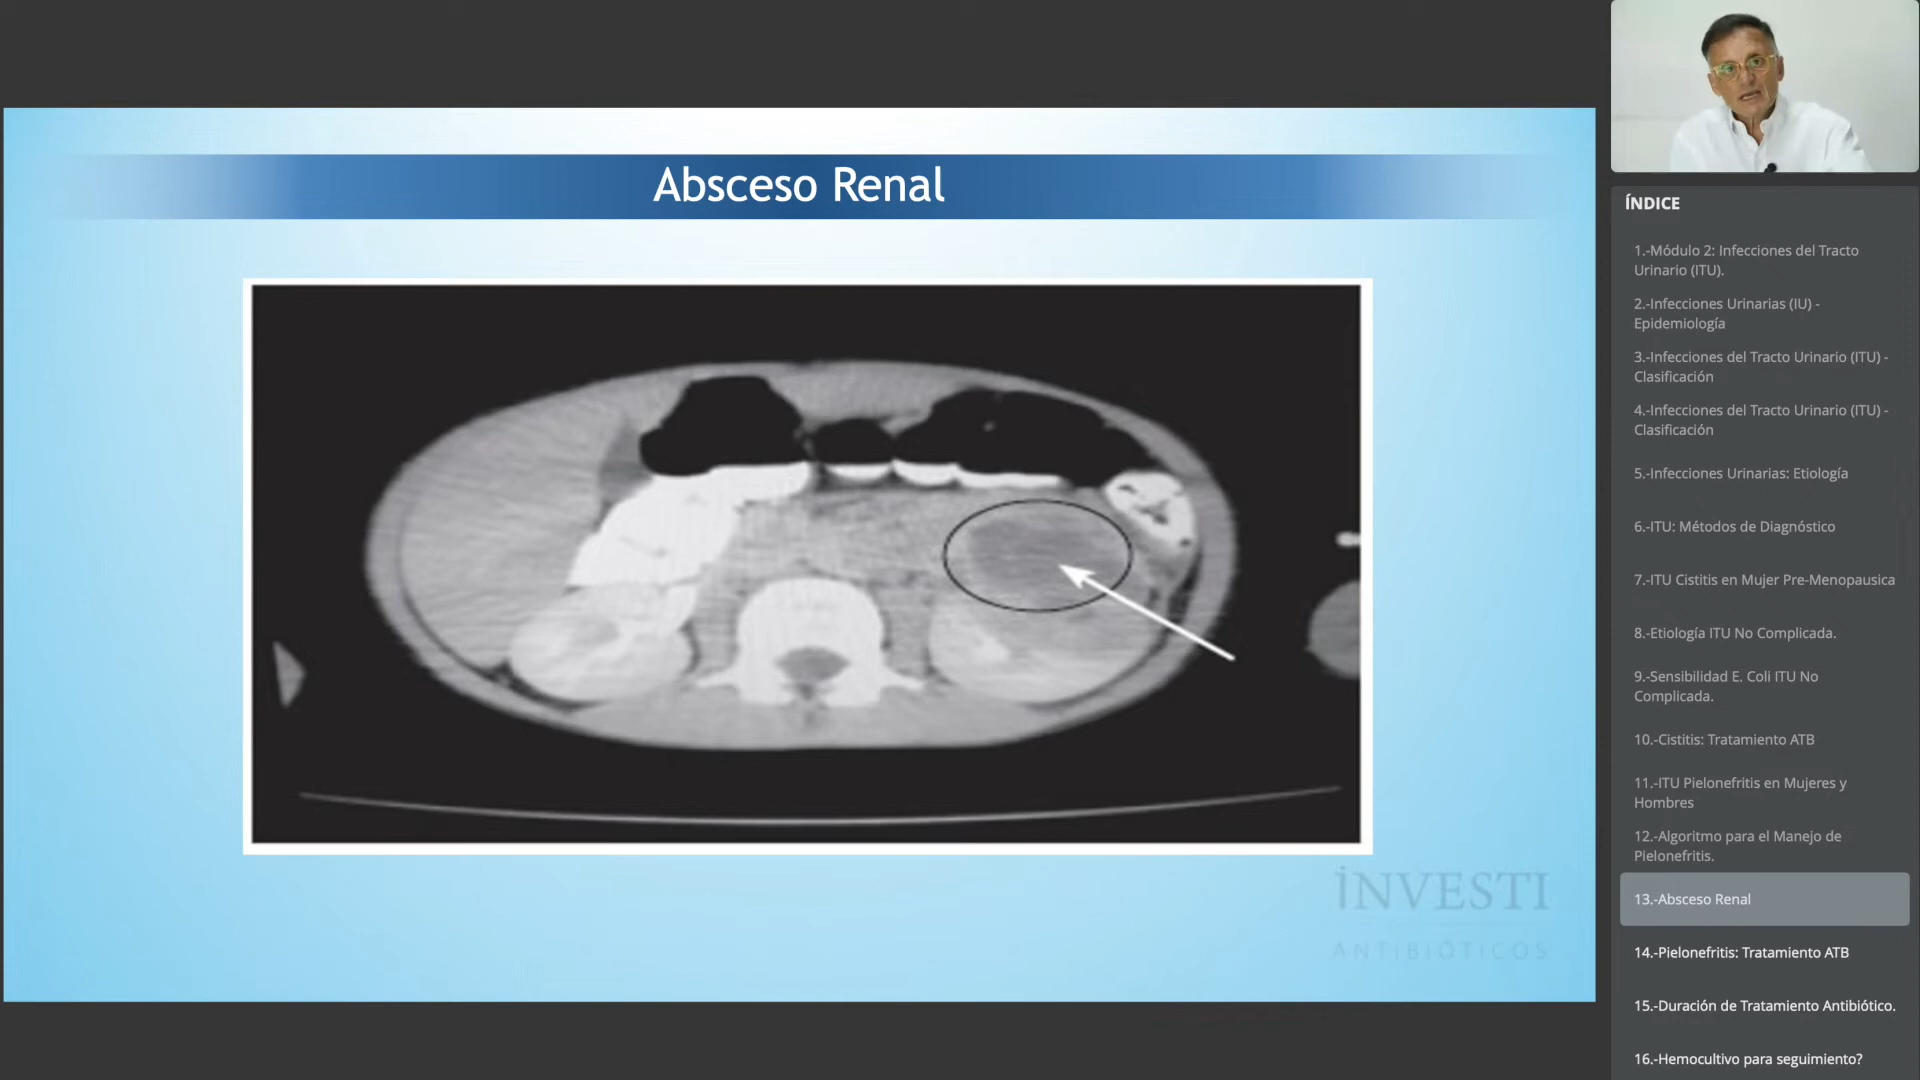 Absceso Renal
İNVESTI
ANTIBIÓTICOS
ÍNDICE
1.-Módulo 2: Infecciones del Tracto
Urinario (ITU).
2.-Infecciones Urinarias (IU) -
Epidemiología
3.-Infecciones del Tracto Urinario (ITU) -
Clasificación
4.-Infecciones del Tracto Urinario (ITU) -
Clasificación
5.-Infecciones Urinarias: Etiología
6.-ITU: Métodos de Diagnóstico
7.-ITU Cistitis en Mujer Pre-Menopausica
8.-Etiología ITU No Complicada.
9.-Sensibilidad E. Coli ITU No
Complicada.
10.-Cistitis: Tratamiento ATB
11.-ITU Pielonefritis en Mujeres y
Hombres
12.-Algoritmo para el Manejo de
Pielonefritis.
13.-Absceso Renal
14.-Pielonefritis: Tratamiento ATB
15.-Duración de Tratamiento Antibiótico.
16.-Hemocultivo para seguimiento?